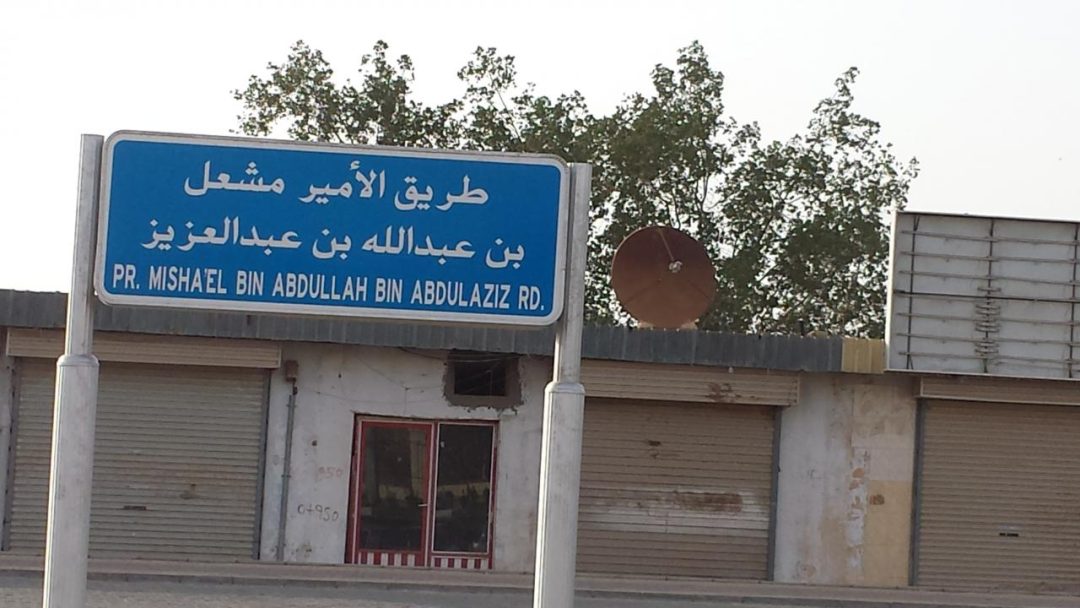 طريق الأمير مشعل
بن عبدالله بن عبدالعزيز
PR. MISHA'EL BIN ABDULLAH BIN ABDULAZIZ RD.